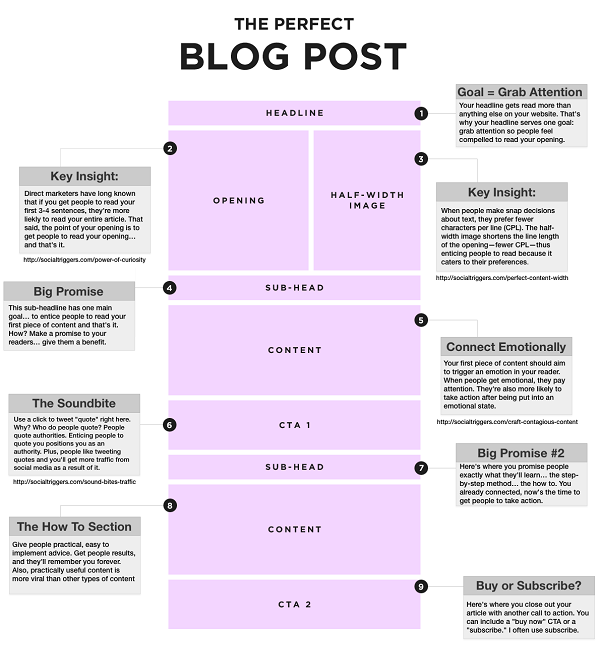 THE PERFECT
BLOG POST
HEADLINE
1
Goal = Grab Attention
Your headline gets read more than
anything else on your website. That's
why your headline serves one goal:
grab attention so people feel
compelled to read your opening.
2
OPENING
Key Insight:
Direct marketers have long known
that if you get people to read your
first 3-4 sentences, they're more
liekly to read your entire article. That
said, the point of your opening is to
get people to read your opening…
and that's it.
http://socialtriggers.com/power-of-curiosity
3
HALF-WIDTH
IMAGE
Key Insight:
When people make snap decisions
about text, they prefer fewer
characters per line (CPL). The half-
width image shortens the line length
of the opening—fewer CPL—thus
enticing people to read because it
caters to their preferences.
http://socialtriggers.com/perfect-content-width
4
SUB-HEAD
Big Promise
This sub-headline has one main
goal… to entice people to read your
first piece of content and that's it.
How? Make a promise to your
readers… give them a benefit.
5
CONTENT
Connect Emotionally
Your first piece of content should aim
to trigger an emotion in your reader.
When people get emotional, they pay
attention. They're also more likely to
take action after being put into an
emotional state.
http://socialtriggers.com/craft-contagious-content
6
CTA 1
The Soundbite
Use a click to tweet "quote" right here.
Why? Who do people quote? People
quote authorities. Enticing people to
quote you positions you as an
authority. Plus, people like tweeting
quotes and you'll get more traffic from
social media as a result of it.
http://socialtriggers.com/sound-bites-traffic
SUB-HEAD
7
Big Promise #2
Here's where you promise people
exactly what they'll learn… the step-
by-step method… the how to. You
already connected, now's the time to
get people to take action.
8
CONTENT
The How To Section
Give people practical, easy to
implement advice. Get people results,
and they'll remember you forever.
Also, practically useful content is
more viral than other types of content
9
CTA 2
Buy or Subscribe?
Here's where you close out your
article with another call to action. You
can include a "buy now" CTA or a
"subscribe." I often use subscribe.